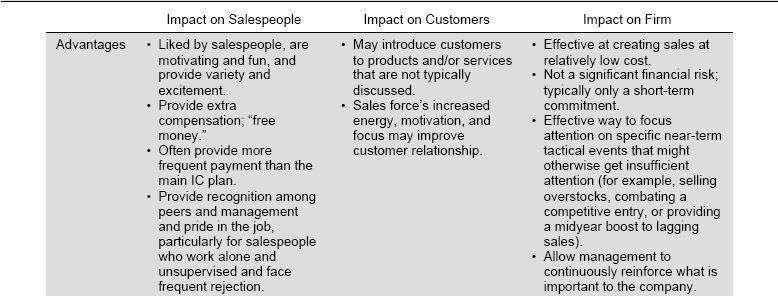 Impact on Salespeople
Impact on Customers
Impact on Firm
Advantages
• Liked by salespeople, are
motivating and fun, and
provide variety and
excitement.
• Provide extra
compensation; “free
money.”
• Often provide more
frequent payment than the
main IC plan.
• Provide recognition among
peers and management
and pride in the job,
particularly for salespeople
who work alone and
unsupervised and face
frequent rejection.
• May introduce customers
to products and/or services
that are not typically
discussed.
• Sales force’s increased
energy, motivation, and
focus may improve
customer relationship.
• Effective at creating sales at
relatively low cost.
• Not a significant financial risk;
typically only a short-term
commitment.
• Effective way to focus
attention on specific near-term
tactical events that might
otherwise get insufficient
attention (for example, selling
overstocks, combating a
competitive entry, or providing
a midyear boost to lagging
sales).
• Allow management to
continuously reinforce what is
important to the company.